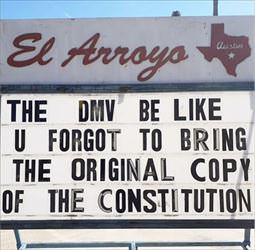 El Arroyo
Austin
THE DMV BE LIKE
U FORGOT TO BRING
THE ORIGINAL COPY
OF THE CONSTITUTION